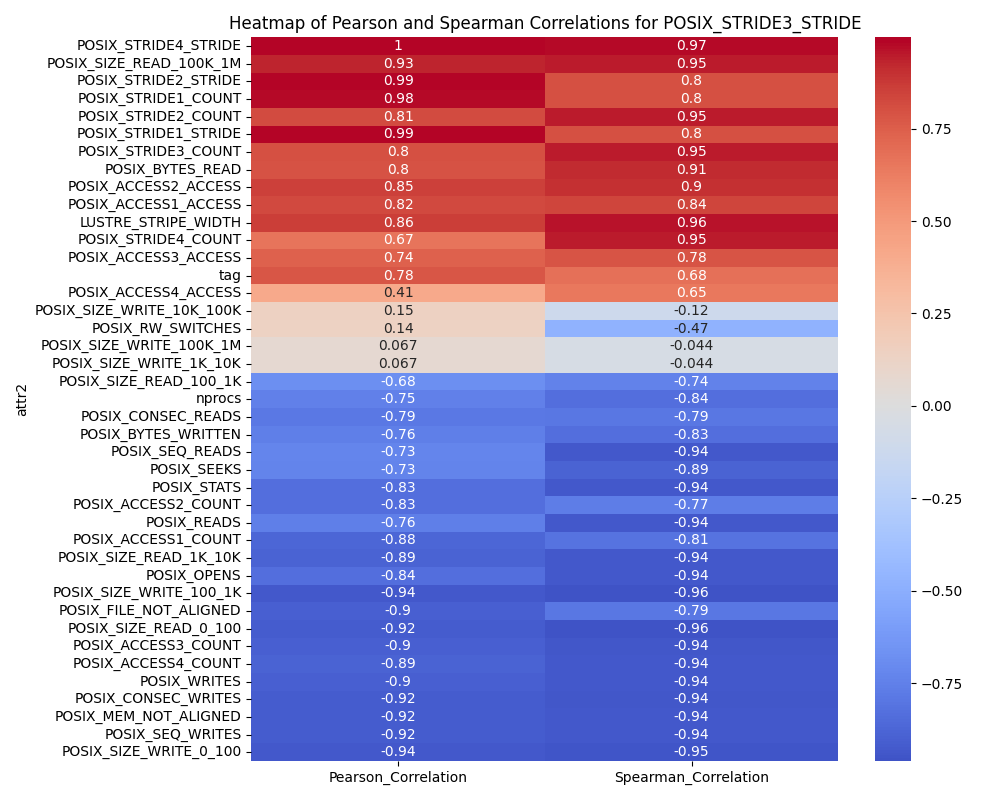 Heatmap of Pearson and Spearman Correlations for POSIX_STRIDE3_STRIDE
POSIX_STRIDE4_STRIDE 1 0.97
POSIX_SIZE_READ_100K_1M 0.93 0.95
POSIX_STRIDE2_STRIDE 0.99 0.8
POSIX_STRIDE1_COUNT 0.98 0.8
POSIX_STRIDE2_COUNT 0.81 0.95
POSIX_STRIDE1_STRIDE 0.99 0.8
POSIX_STRIDE3_COUNT 0.8 0.95
POSIX_BYTES_READ 0.8 0.91
POSIX_ACCESS2_ACCESS 0.85 0.9
POSIX_ACCESS1_ACCESS 0.82 0.84
LUSTRE_STRIPE_WIDTH 0.86 0.96
POSIX_STRIDE4_COUNT 0.67 0.95
POSIX_ACCESS3_ACCESS 0.74 0.78
tag 0.78 0.68
POSIX_ACCESS4_ACCESS 0.41 0.65
POSIX_SIZE_WRITE_10K_100K 0.15 -0.12
POSIX_RW_SWITCHES 0.14 -0.47
POSIX_SIZE_WRITE_100K_1M 0.067 -0.044
POSIX_SIZE_WRITE_1K_10K 0.067 -0.044
POSIX_SIZE_READ_100_1K -0.68 -0.74
nprocs -0.75 -0.84
POSIX_CONSEC_READS -0.79 -0.79
POSIX_BYTES_WRITTEN -0.76 -0.83
POSIX_SEQ_READS -0.73 -0.94
POSIX_SEEKS -0.73 -0.89
POSIX_STATS -0.83 -0.94
POSIX_ACCESS2_COUNT -0.83 -0.77
POSIX_READS -0.76 -0.94
POSIX_ACCESS1_COUNT -0.88 -0.81
POSIX_SIZE_READ_1K_10K -0.89 -0.94
POSIX_OPENS -0.84 -0.94
POSIX_SIZE_WRITE_100_1K -0.94 -0.96
POSIX_FILE_NOT_ALIGNED -0.9 -0.79
POSIX_SIZE_READ_0_100 -0.92 -0.96
POSIX_ACCESS3_COUNT -0.9 -0.94
POSIX_ACCESS4_COUNT -0.89 -0.94
POSIX_WRITES -0.9 -0.94
POSIX_CONSEC_WRITES -0.92 -0.94
POSIX_MEM_NOT_ALIGNED -0.92 -0.94
POSIX_SEQ_WRITES -0.92 -0.94
POSIX_SIZE_WRITE_0_100 -0.94 -0.95
attr2
Pearson_Correlation Spearman_Correlation
0.75
0.50
0.25
0.00
−0.25
−0.50
−0.75